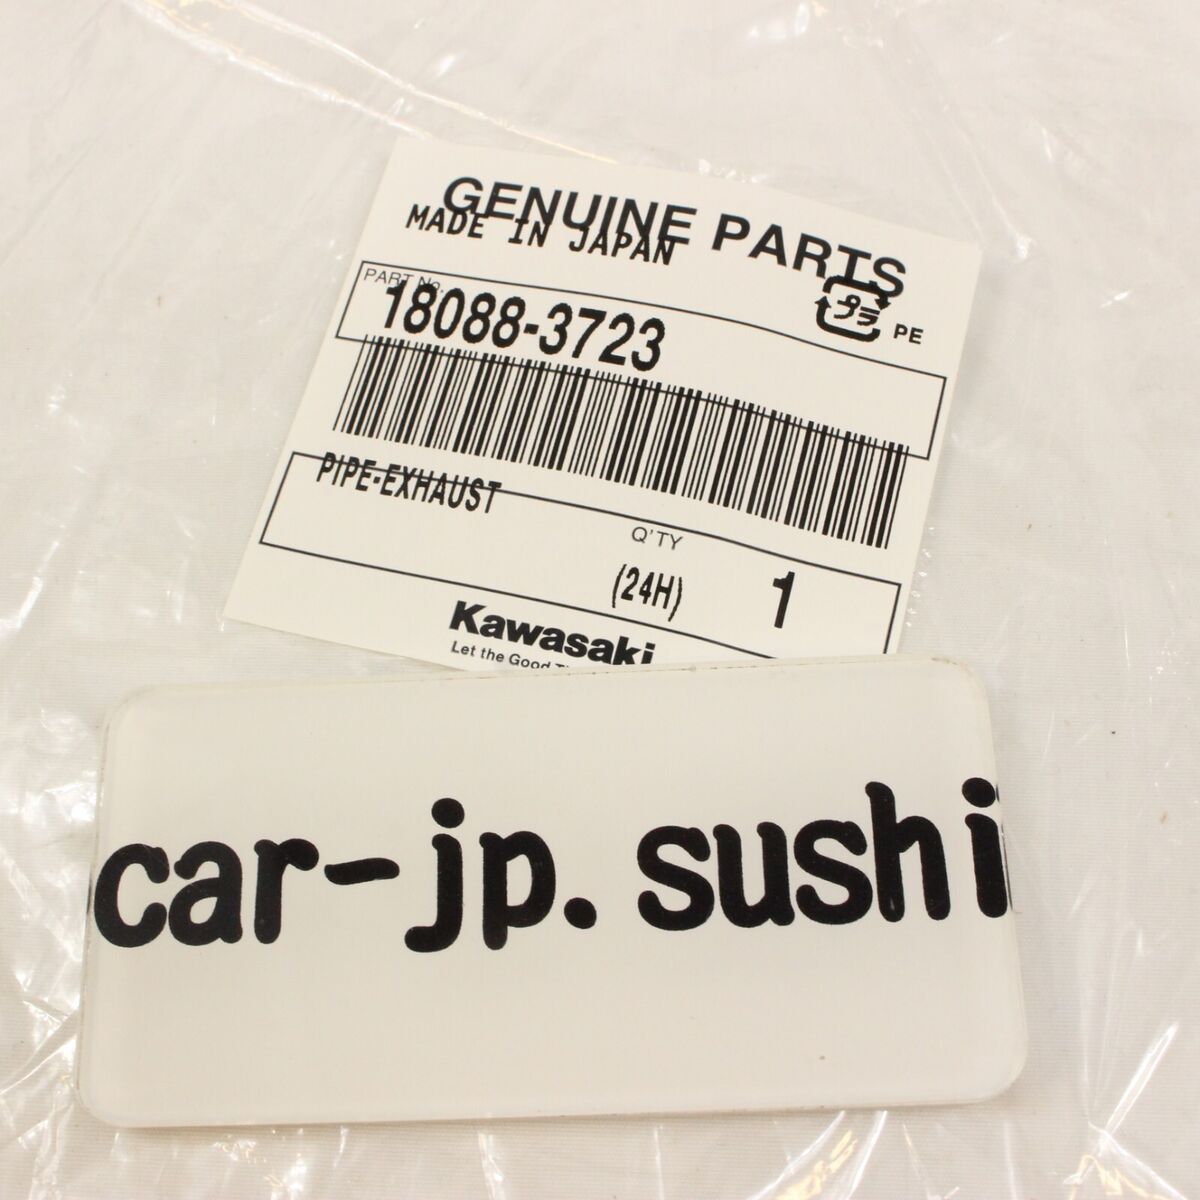 GENUINE PARTS
MADE IN JAPAN
プラ PE
PART No.
18088-3723
PIPE-EXHAUST
Q'TY
(24H) 1
Kawasaki
Let the Good
car-jp.sushi